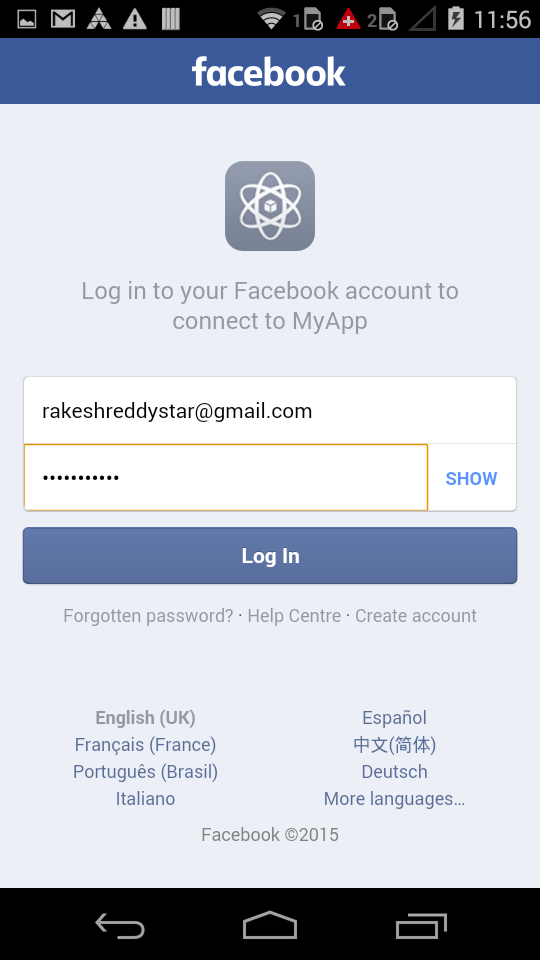 1 2 11:56
facebook
Log in to your Facebook account to
connect to MyApp
rakeshreddystar@gmail.com
•••••••••••
SHOW
Log In
Forgotten password? · Help Centre · Create account
English (UK) Español
Français (France) 中文(简体)
Português (Brasil) Deutsch
Italiano More languages…
Facebook ©2015